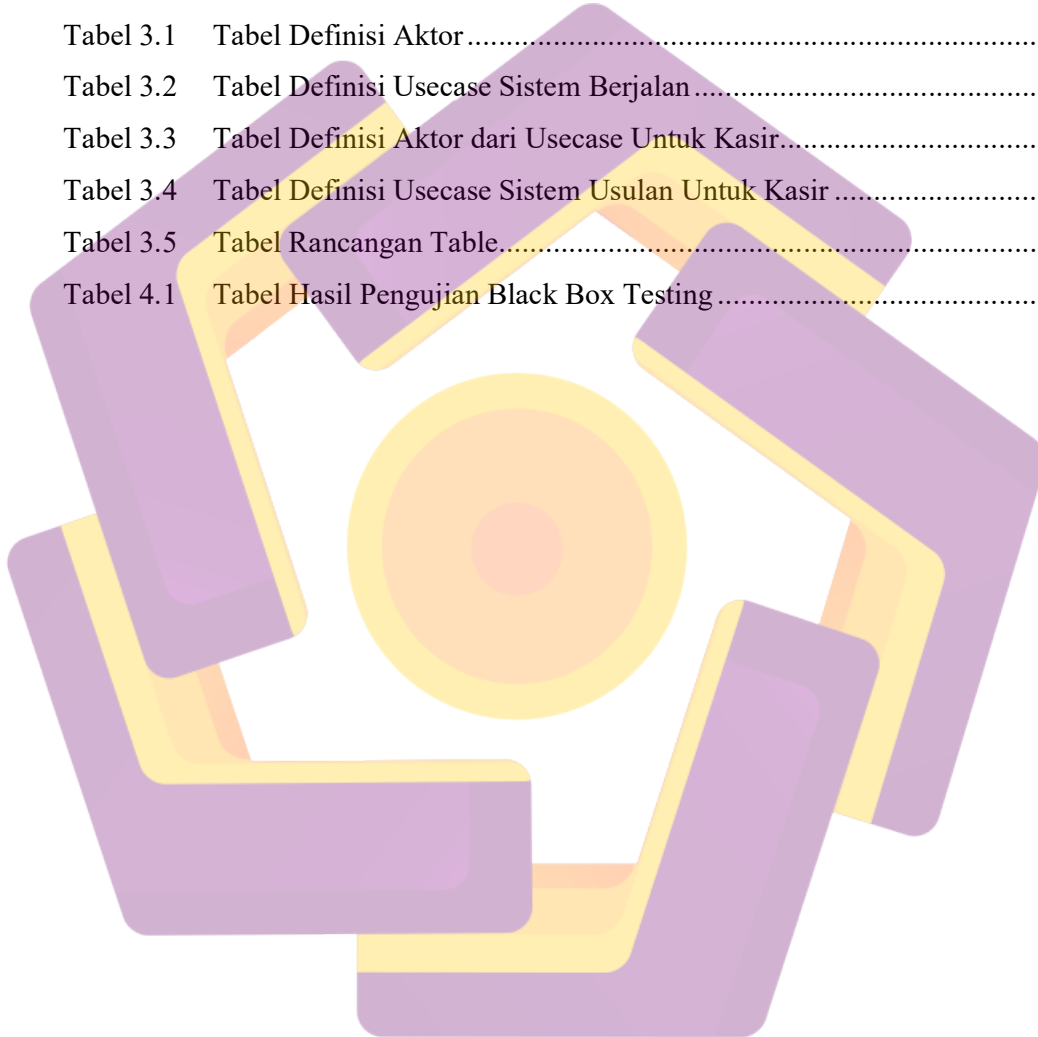 Tabel 3.1 Tabel Definisi Aktor........................................................................
Tabel 3.2 Tabel Definisi Usecase Sistem Berjalan...........................................
Tabel 3.3 Tabel Definisi Aktor dari Usecase Untuk Kasir.................................
Tabel 3.4 Tabel Definisi Usecase Sistem Usulan Untuk Kasir..........................
Tabel 3.5 Tabel Rancangan Table....................................................................
Tabel 4.1 Tabel Hasil Pengujian Black Box Testing........................................